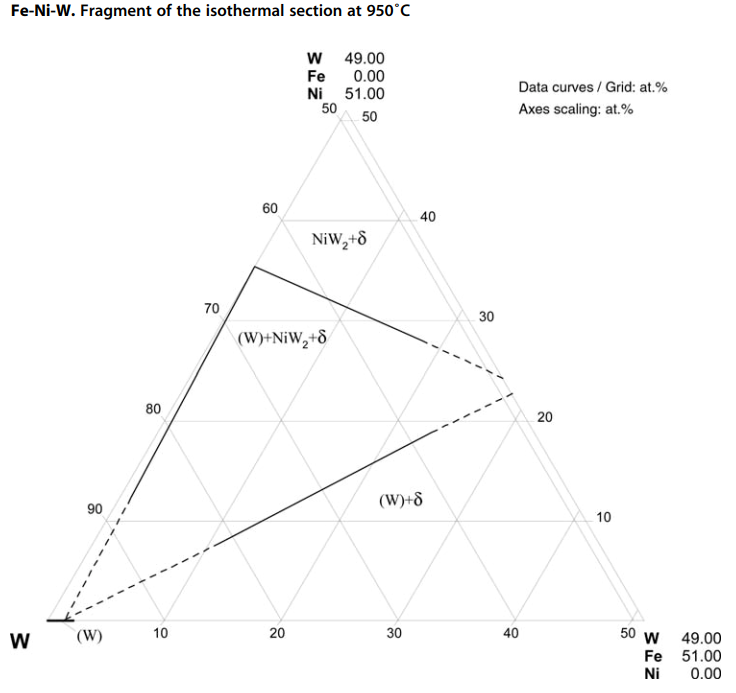 Fe-Ni-W. Fragment of the isothermal section at 950˚C
W 49.00
Fe 0.00
Ni 51.00
Data curves / Grid: at.%
Axes scaling: at.%
50 50
60 40
NiW₂+δ
70 30
(W)+NiW₂+δ
80 20
(W)+δ
90 10
W (W) 10 20 30 40 50
W 49.00
Fe 51.00
Ni 0.00